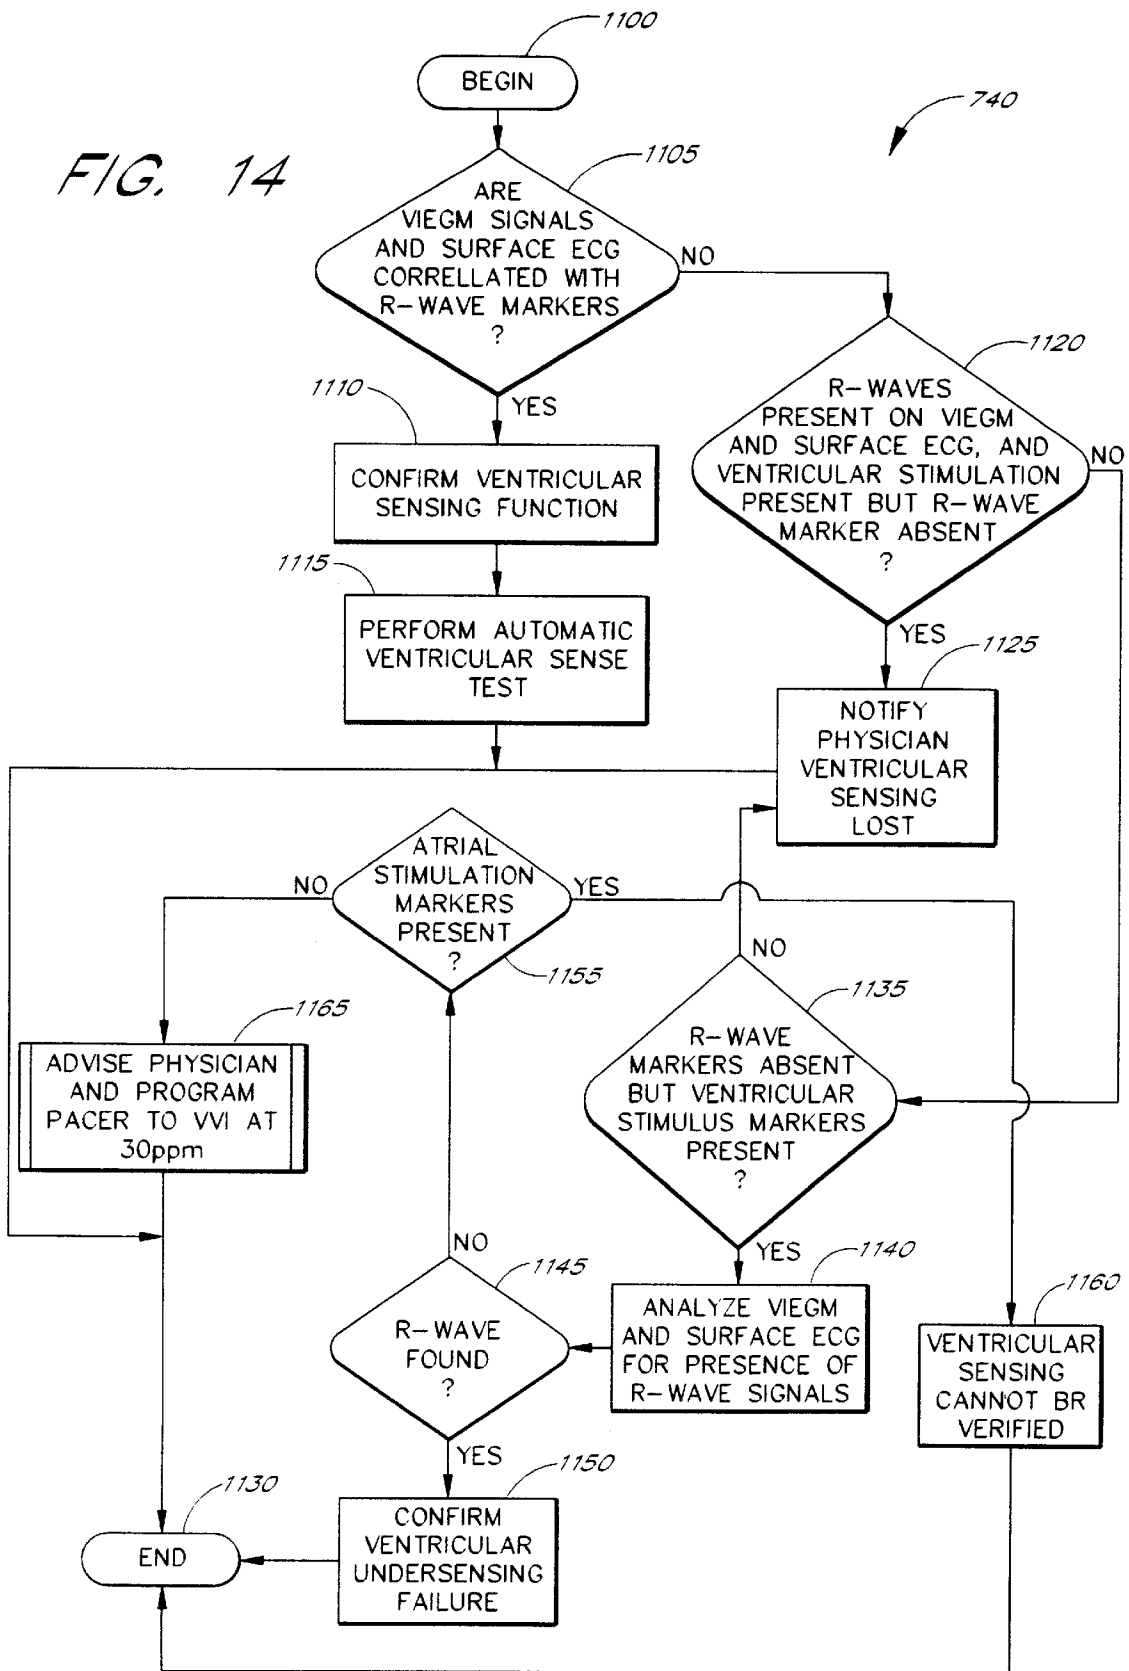 1100
BEGIN
740
FIG. 14
1105
ARE
VIEGM SIGNALS
AND SURFACE ECG
CORRELLATED WITH
R-WAVE MARKERS
?
NO
YES
1110
CONFIRM VENTRICULAR
SENSING FUNCTION
1115
PERFORM AUTOMATIC
VENTRICULAR SENSE
TEST
1120
R-WAVES
PRESENT ON VIEGM
AND SURFACE ECG, AND
VENTRICULAR STIMULATION
PRESENT BUT R-WAVE
MARKER ABSENT
?
NO
YES
1125
NOTIFY
PHYSICIAN
VENTRICULAR
SENSING
LOST
ATRIAL
STIMULATION
MARKERS
PRESENT
?
NO
YES
1155
NO
1135
R-WAVE
MARKERS ABSENT
BUT VENTRICULAR
STIMULUS MARKERS
PRESENT
?
YES
1165
ADVISE PHYSICIAN
AND PROGRAM
PACER TO VVI AT
30ppm
1140
ANALYZE VIEGM
AND SURFACE ECG
FOR PRESENCE OF
R-WAVE SIGNALS
NO
1145
R-WAVE
FOUND
?
YES
1160
VENTRICULAR
SENSING
CANNOT BR
VERIFIED
1150
CONFIRM
VENTRICULAR
UNDERSENSING
FAILURE
1130
END